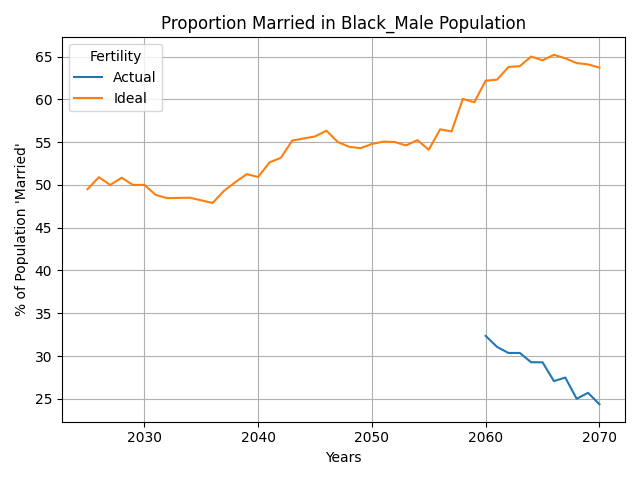 Proportion Married in Black_Male Population
Fertility
Actual
Ideal
% of Population 'Married'
65
60
55
50
45
40
35
30
25
2030
2040
2050
2060
2070
Years